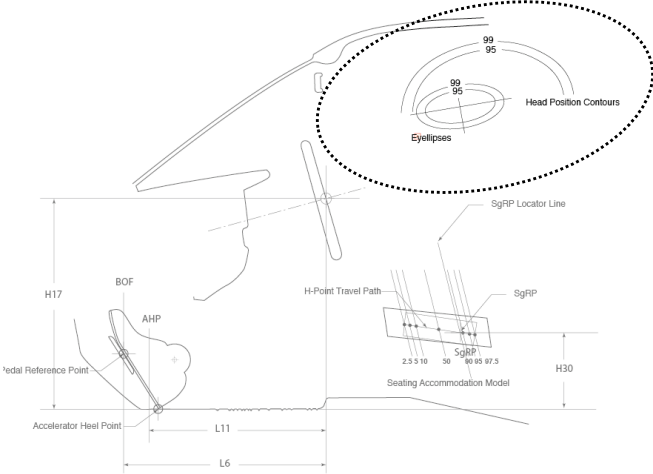 99
95
99
95
Head Position Contours
Eyellipses
SgRP Locator Line
H17
BOF
H-Point Travel Path
SgRP
AHP
SgRP
2.5 5 10 50 90 95 97.5
Pedal Reference Point
H30
Seating Accommodation Model
Accelerator Heel Point
L11
L6